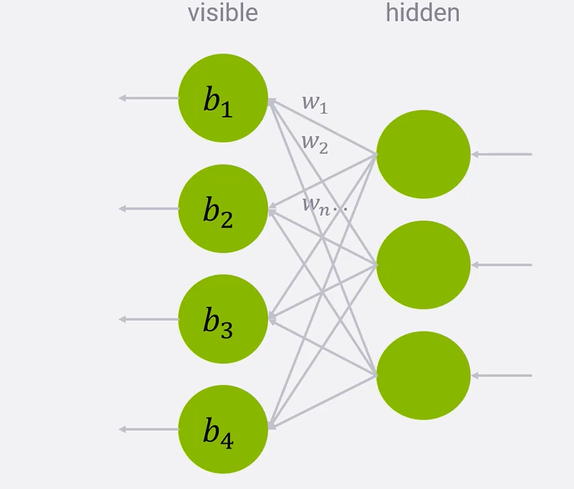 visible hidden
b₁
w₁
w₂
b₂
wₙ..
b₃
b₄